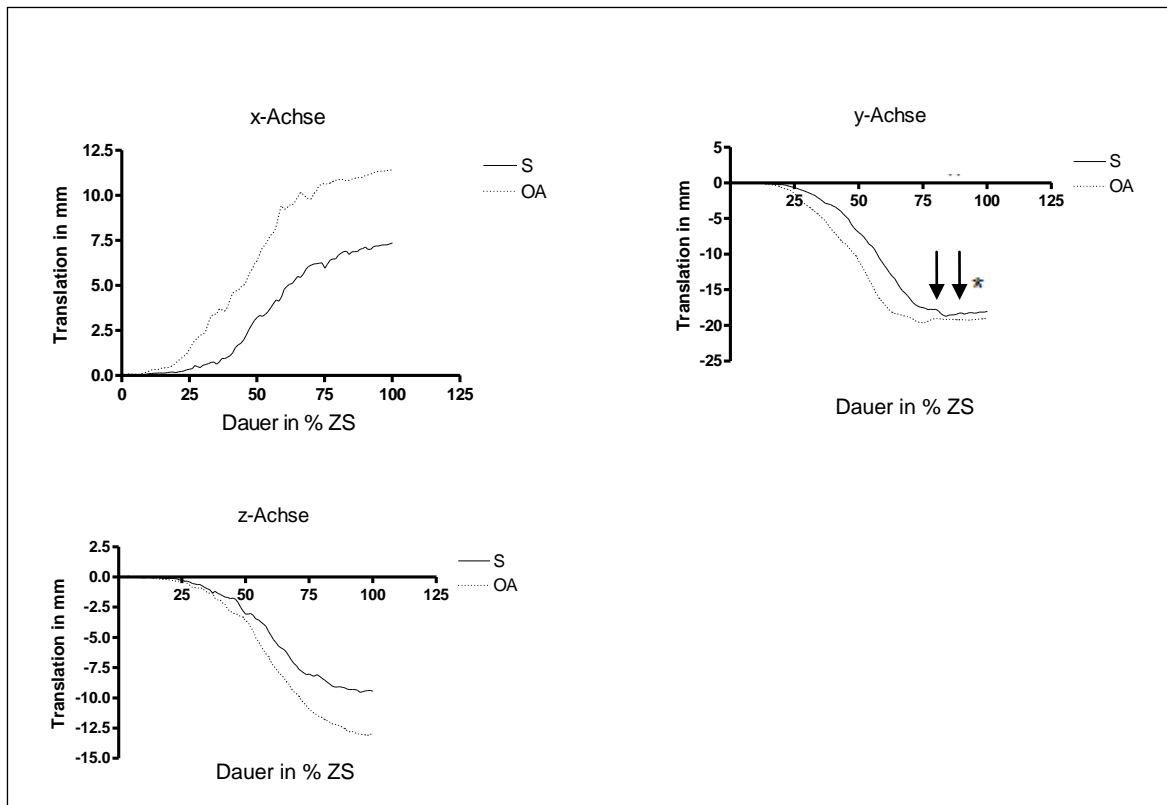 x-Achse
12.5
10.0
7.5
5.0
2.5
0.0
0 25 50 75 100 125
Translation in mm
Dauer in % ZS
S
OA
y-Achse
5
0
-5
-10
-15
-20
-25
25 50 75 100 125
Translation in mm
Dauer in % ZS
S
OA
*
z-Achse
2.5
0.0
-2.5
-5.0
-7.5
-10.0
-12.5
-15.0
25 50 75 100 125
Translation in mm
Dauer in % ZS
S
OA